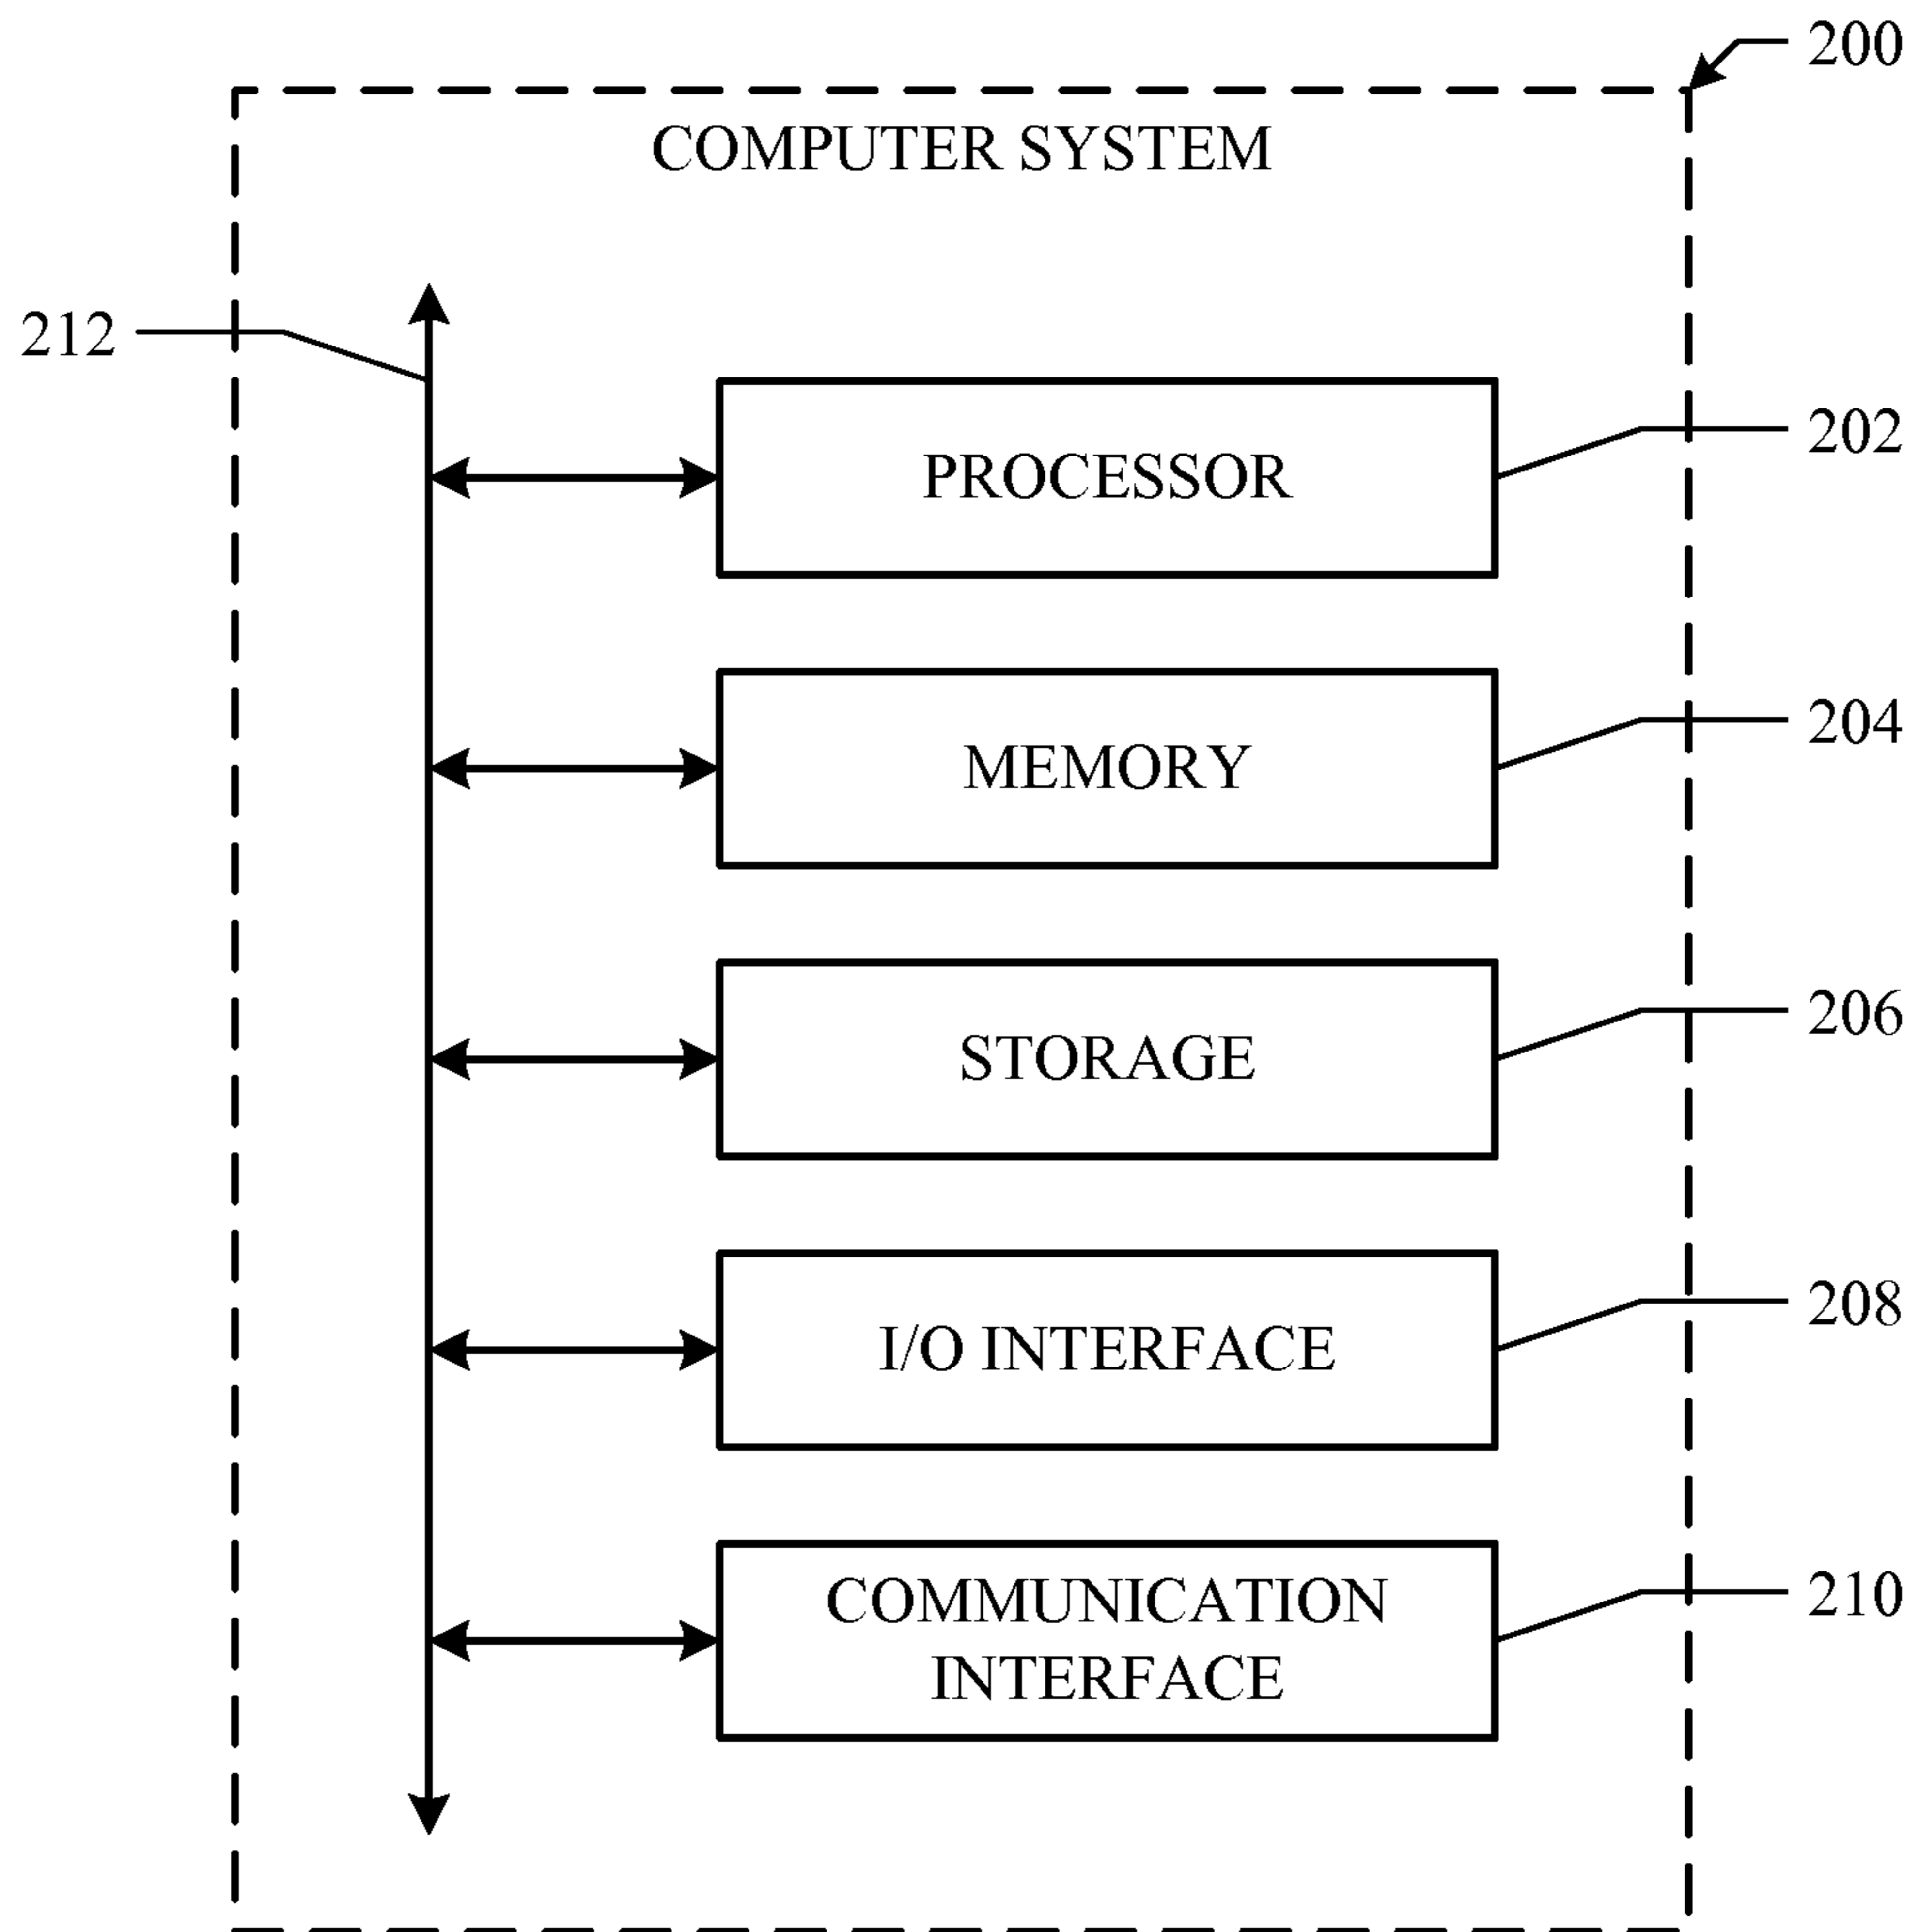 200
COMPUTER SYSTEM
212
PROCESSOR
202
MEMORY
204
STORAGE
206
I/O INTERFACE
208
COMMUNICATION
INTERFACE
210